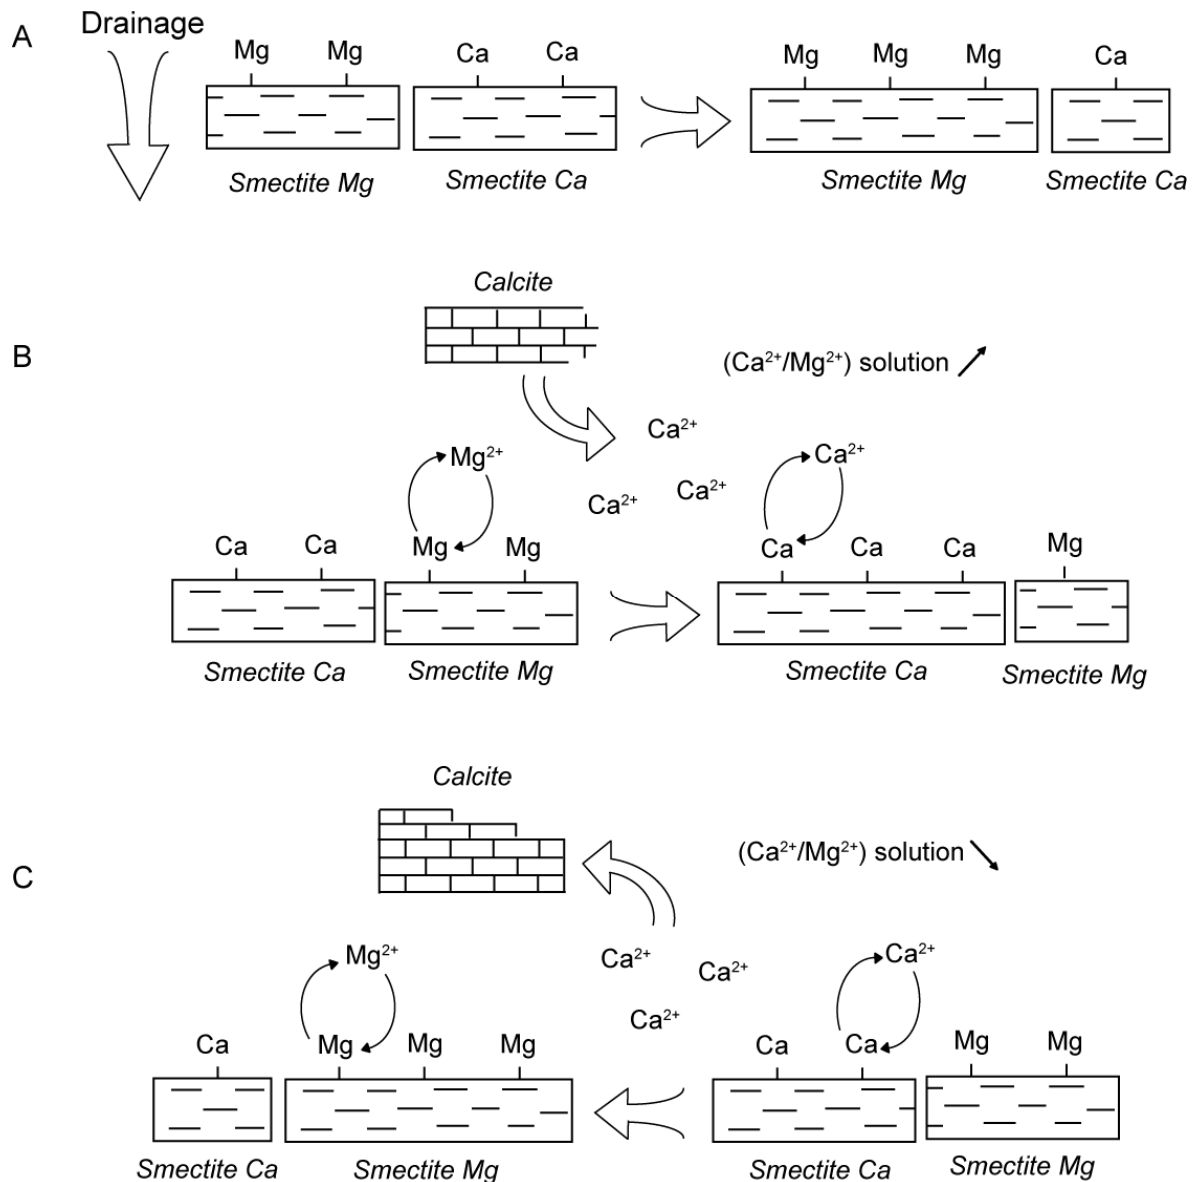 A
Drainage
Mg Mg Ca Ca Mg Mg Mg Ca
Smectite Mg Smectite Ca Smectite Mg Smectite Ca
Calcite
B
(Ca²⁺/Mg²⁺) solution
Ca²⁺
Mg²⁺ Ca²⁺
Ca²⁺ Ca²⁺
Ca Ca Mg Mg Ca Ca Ca Mg
Smectite Ca Smectite Mg Smectite Ca Smectite Mg
Calcite
(Ca²⁺/Mg²⁺) solution
C
Mg²⁺ Ca²⁺ Ca²⁺ Ca²⁺
Ca²⁺
Ca Mg Mg Mg Ca Ca Mg Mg
Smectite Ca Smectite Mg Smectite Ca Smectite Mg